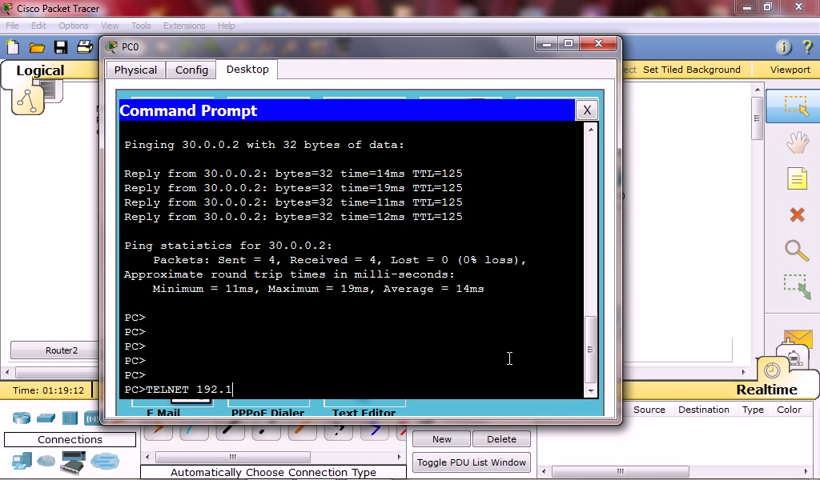 Cisco Packet Tracer
File Edit Options View Tools Extensions Help
PC0
Physical Config Desktop
Logical
Set Tiled Background
Viewport
Command Prompt
X
Pinging 30.0.0.2 with 32 bytes of data:
Reply from 30.0.0.2: bytes=32 time=14ms TTL=125
Reply from 30.0.0.2: bytes=32 time=19ms TTL=125
Reply from 30.0.0.2: bytes=32 time=11ms TTL=125
Reply from 30.0.0.2: bytes=32 time=12ms TTL=125
Ping statistics for 30.0.0.2:
Packets: Sent = 4, Received = 4, Lost = 0 (0% loss),
Approximate round trip times in milli-seconds:
Minimum = 11ms, Maximum = 19ms, Average = 14ms
PC>
PC>
PC>
PC>
PC>
PC>TELNET 192.1
Router2
E Mail PPPoE Dialer Text Editor
Time: 01:19:12
Realtime
Source Destination Type Color
Connections
New Delete
Toggle PDU List Window
Automatically Choose Connection Type